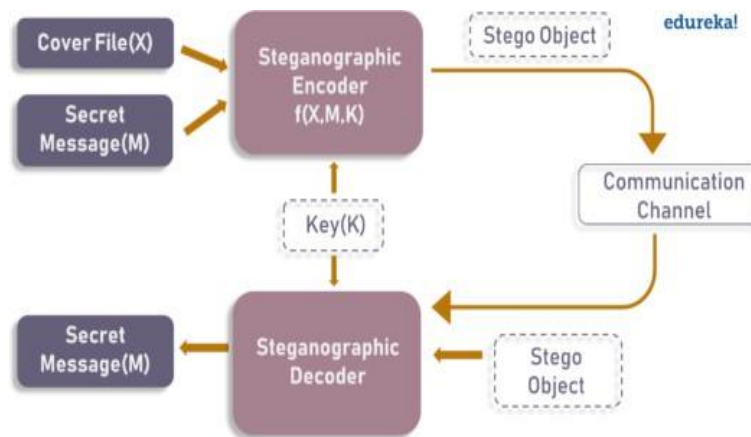 edureka!
Cover File(X)
Steganographic
Encoder
f(X,M,K)
Stego Object
Secret
Message(M)
Communication
Channel
Key(K)
Secret
Message(M)
Steganographic
Decoder
Stego
Object